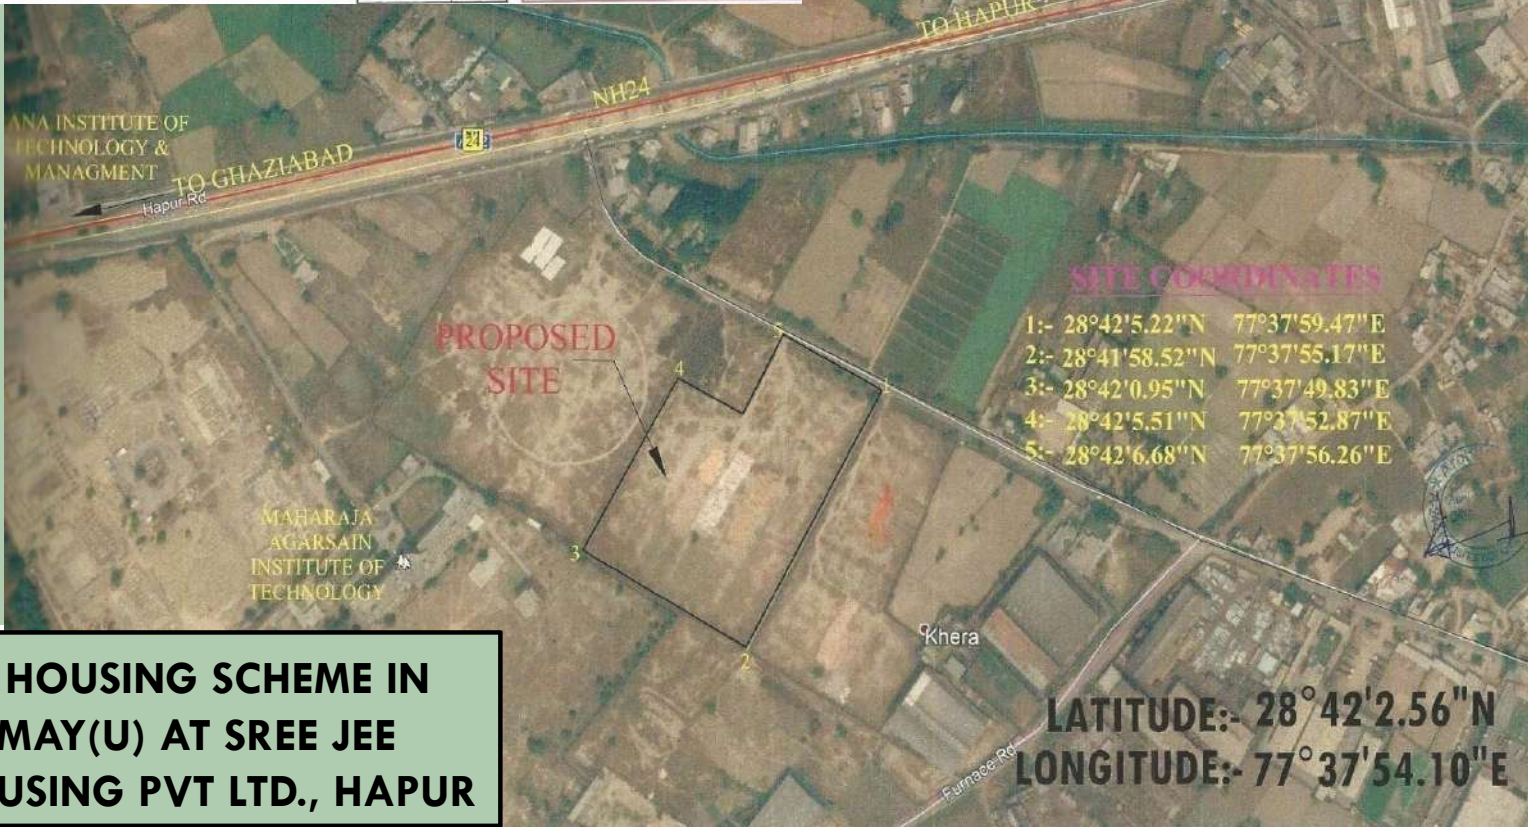 TO HAPUR
NH24
24
ANA INSTITUTE OF
TECHNOLOGY &
MANAGMENT
TO GHAZIABAD
Hapur Rd
SITE COORDINATES
1:- 28°42'5.22"N 77°37'59.47"E
2:- 28°41'58.52"N 77°37'55.17"E
3:- 28°42'0.95"N 77°37'49.83"E
4:- 28°42'5.51"N 77°37'52.87"E
5:- 28°42'6.68"N 77°37'56.26"E
PROPOSED
SITE
5
4
1
3
2
MAHARAJA
AGARSAIN
INSTITUTE OF
TECHNOLOGY
Khera
Furnace Rd
HOUSING SCHEME IN
MAY(U) AT SREE JEE
USING PVT LTD., HAPUR
LATITUDE:- 28°42'2.56"N
LONGITUDE:- 77°37'54.10"E